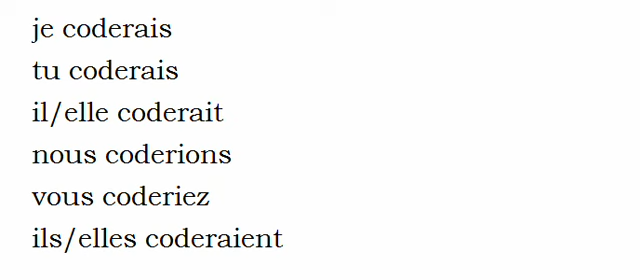 je coderais
tu coderais
il/elle coderait
nous coderions
vous coderiez
ils/elles coderaient